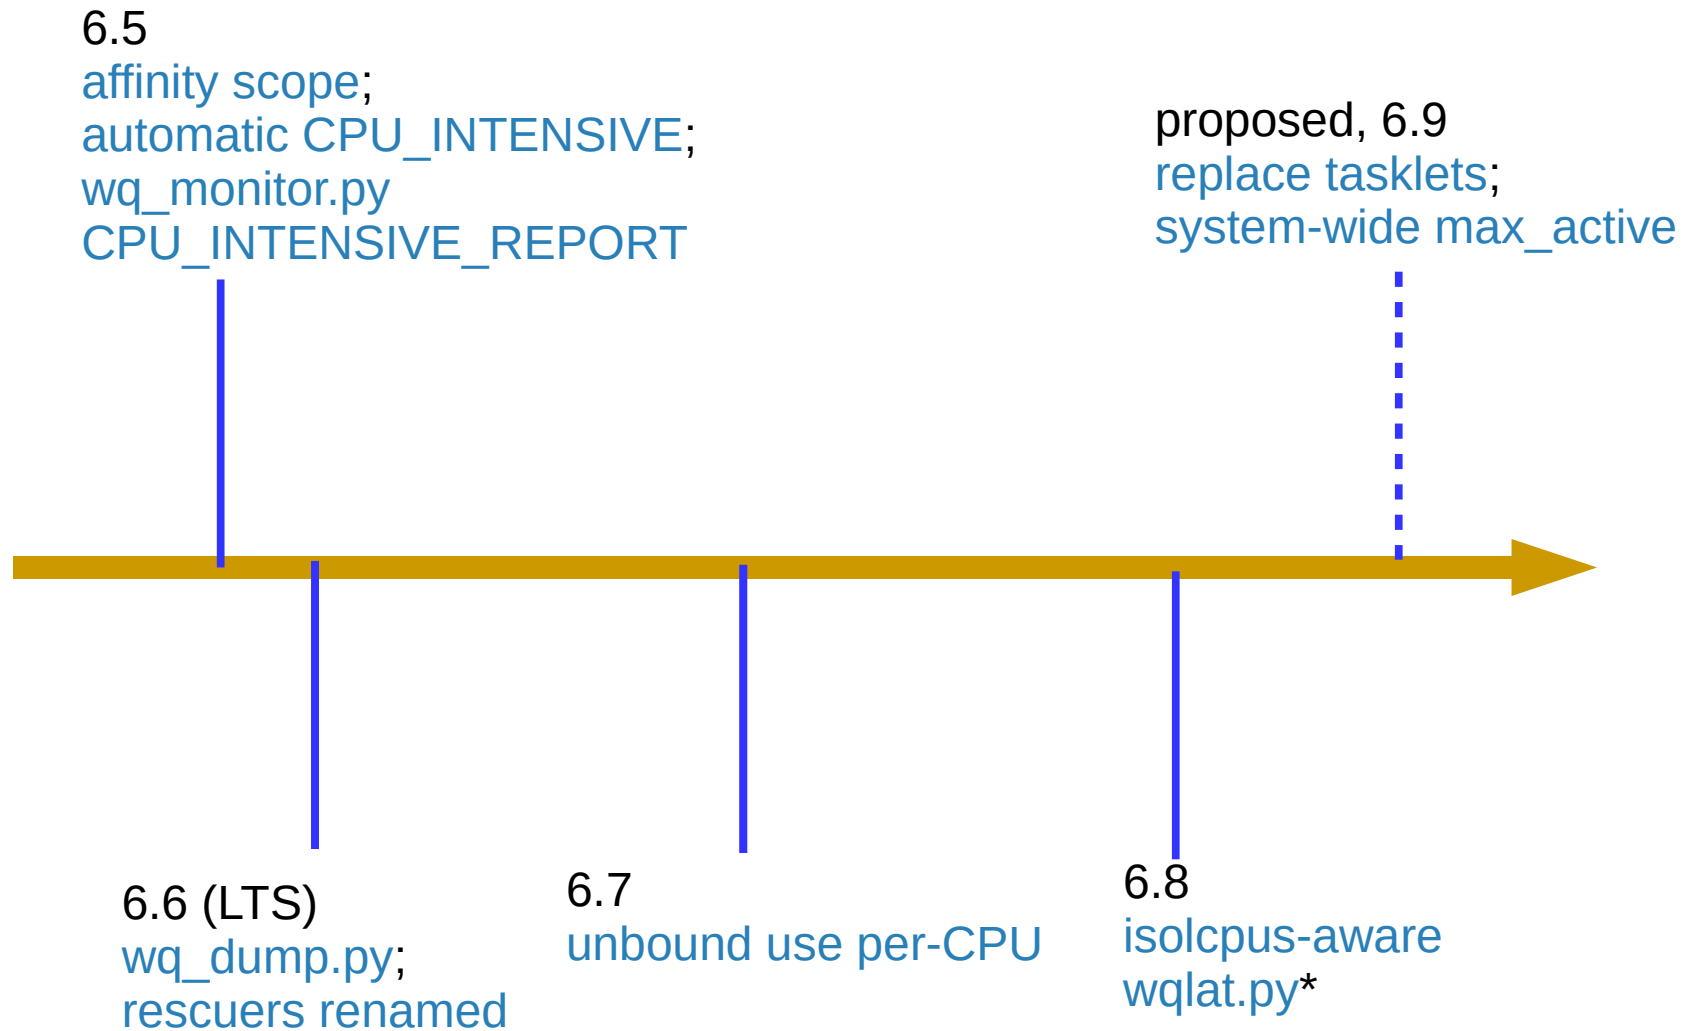 6.5
affinity scope;
automatic CPU_INTENSIVE;
wq_monitor.py
CPU_INTENSIVE_REPORT
proposed, 6.9
replace tasklets;
system-wide max_active
6.6 (LTS)
wq_dump.py;
rescuers renamed
6.7
unbound use per-CPU
6.8
isolcpus-aware
wqlat.py*